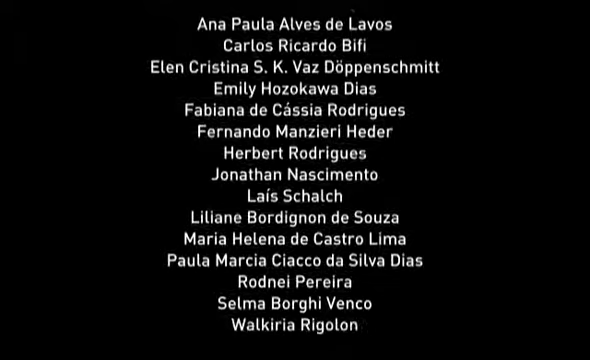 Ana Paula Alves de Lavos
Carlos Ricardo Bifi
Elen Cristina S. K. Vaz Döppenschmitt
Emily Hozokawa Dias
Fabiana de Cássia Rodrigues
Fernando Manzieri Heder
Herbert Rodrigues
Jonathan Nascimento
Laís Schalch
Liliane Bordignon de Souza
Maria Helena de Castro Lima
Paula Marcia Ciacco da Silva Dias
Rodnei Pereira
Selma Borghi Venco
Walkiria Rigolon